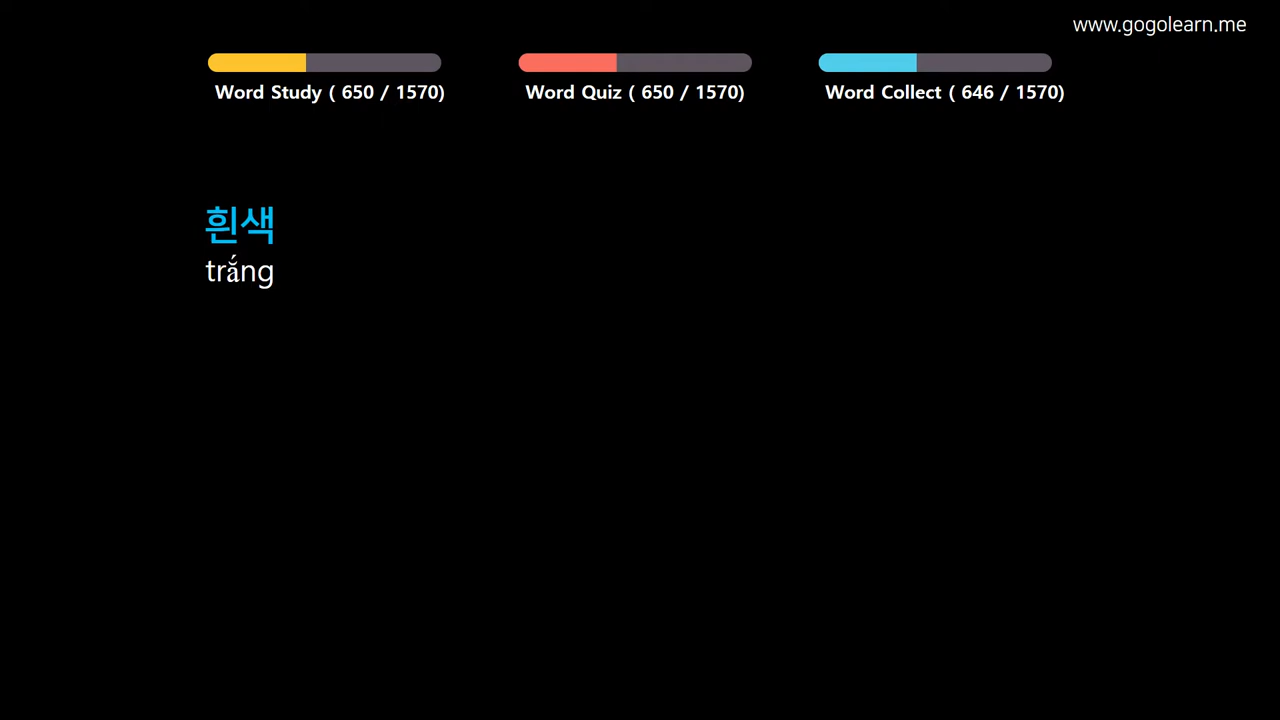 www.gogolearn.me
Word Study ( 650 / 1570)
Word Quiz ( 650 / 1570)
Word Collect ( 646 / 1570)
흰색
trắng